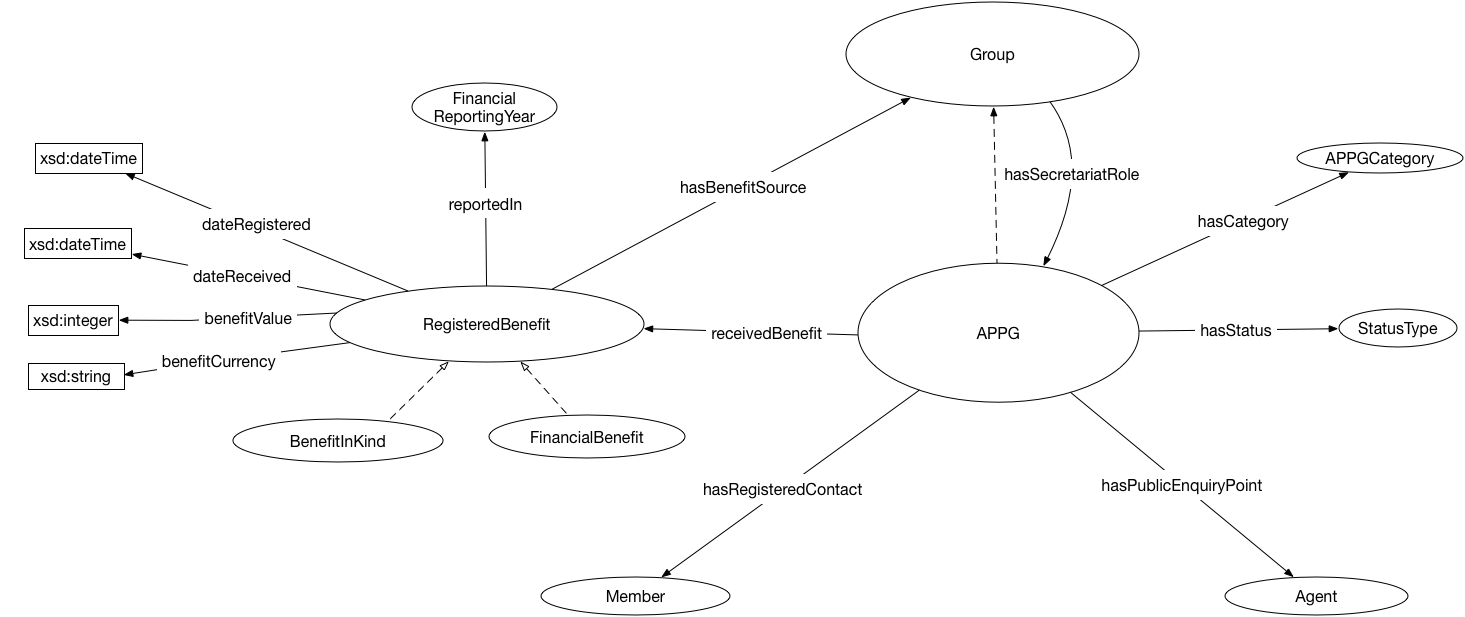 Group
Financial
ReportingYear
xsd:dateTime
APPGCategory
hasSecretariatRole
hasBenefitSource
reportedIn
dateRegistered
hasCategory
xsd:dateTime
dateReceived
xsd:integer
benefitValue
RegisteredBenefit
receivedBenefit
APPG
hasStatus
StatusType
benefitCurrency
xsd:string
BenefitInKind
FinancialBenefit
hasRegisteredContact
hasPublicEnquiryPoint
Member
Agent